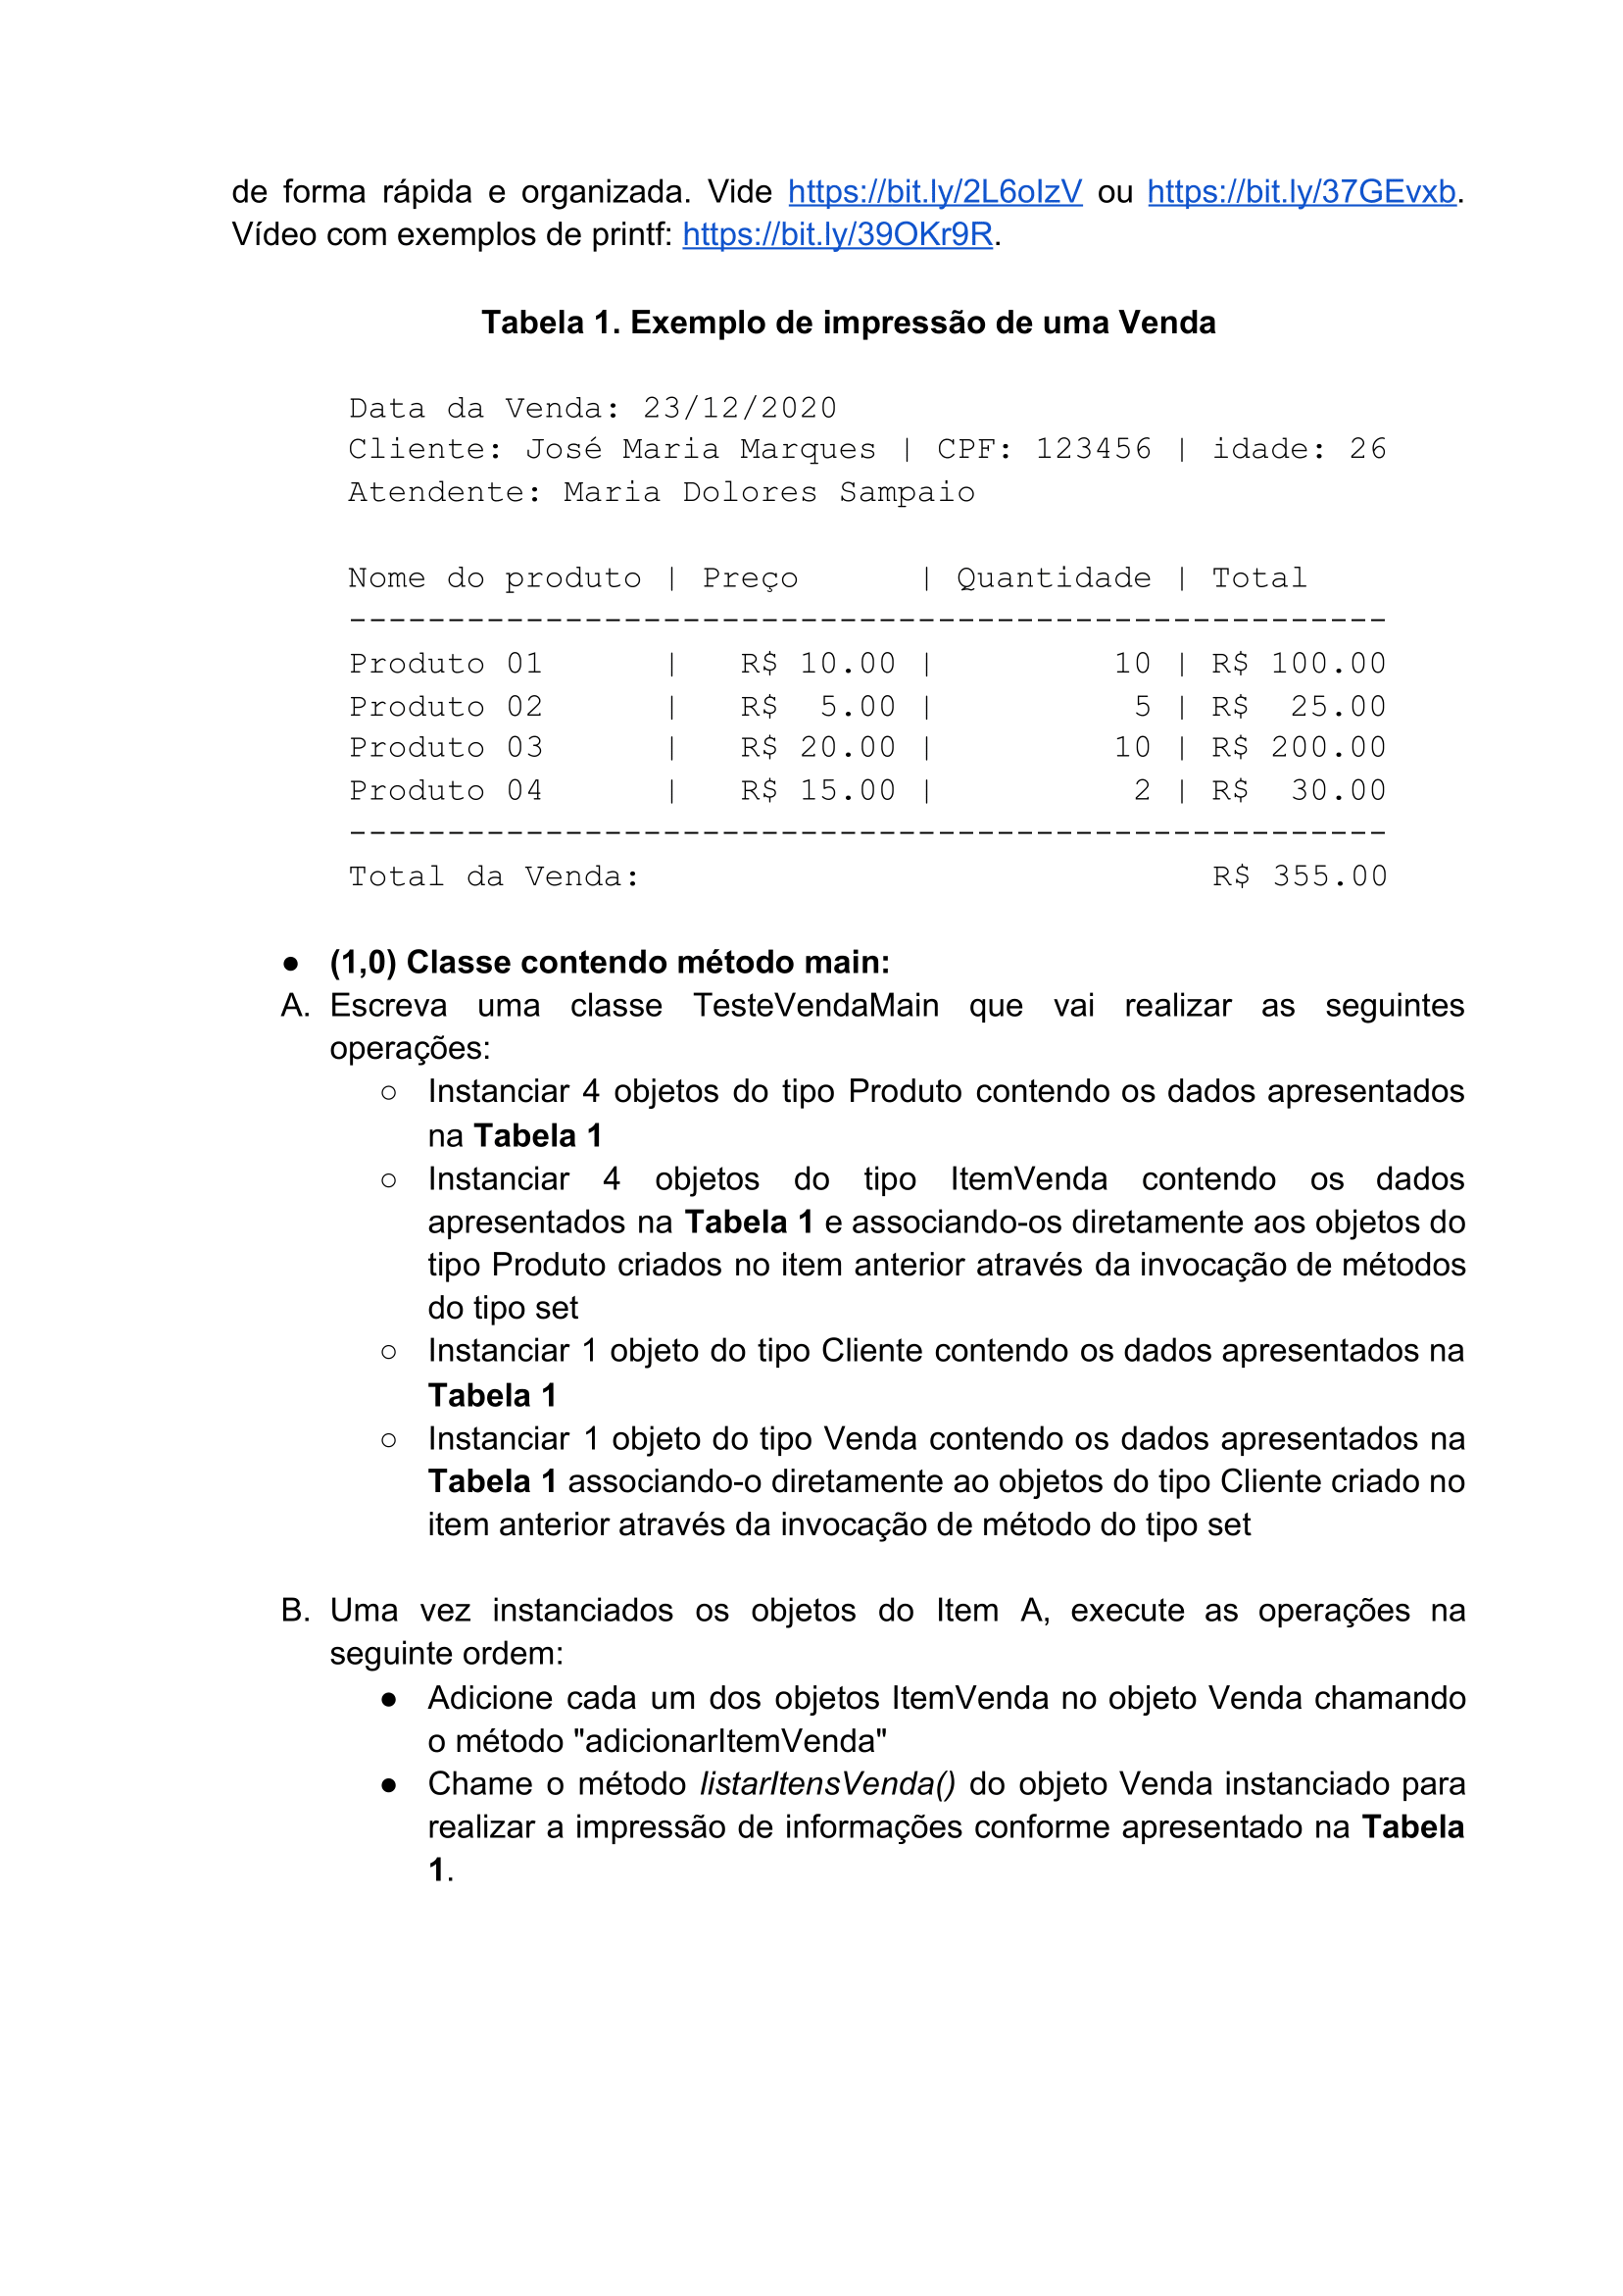 de forma rápida e organizada. Vide https://bit.ly/2L6oIzV ou https://bit.ly/37GEvxb.
Vídeo com exemplos de printf: https://bit.ly/39OKr9R.
Tabela 1. Exemplo de impressão de uma Venda
Data da Venda: 23/12/2020
Cliente: José Maria Marques | CPF: 123456 | idade: 26
Atendente: Maria Dolores Sampaio
Nome do produto | Preço      | Quantidade | Total
-----------------------------------------------------
Produto 01      |   R$ 10.00 |         10 | R$ 100.00
Produto 02      |   R$  5.00 |          5 | R$  25.00
Produto 03      |   R$ 20.00 |         10 | R$ 200.00
Produto 04      |   R$ 15.00 |          2 | R$  30.00
-----------------------------------------------------
Total da Venda:                             R$ 355.00
● (1,0) Classe contendo método main:
A. Escreva uma classe TesteVendaMain que vai realizar as seguintes
operações:
○ Instanciar 4 objetos do tipo Produto contendo os dados apresentados
na Tabela 1
○ Instanciar 4 objetos do tipo ItemVenda contendo os dados
apresentados na Tabela 1 e associando-os diretamente aos objetos do
tipo Produto criados no item anterior através da invocação de métodos
do tipo set
○ Instanciar 1 objeto do tipo Cliente contendo os dados apresentados na
Tabela 1
○ Instanciar 1 objeto do tipo Venda contendo os dados apresentados na
Tabela 1 associando-o diretamente ao objetos do tipo Cliente criado no
item anterior através da invocação de método do tipo set
B. Uma vez instanciados os objetos do Item A, execute as operações na
seguinte ordem:
● Adicione cada um dos objetos ItemVenda no objeto Venda chamando
o método "adicionarItemVenda"
● Chame o método listarItensVenda() do objeto Venda instanciado para
realizar a impressão de informações conforme apresentado na Tabela
1.